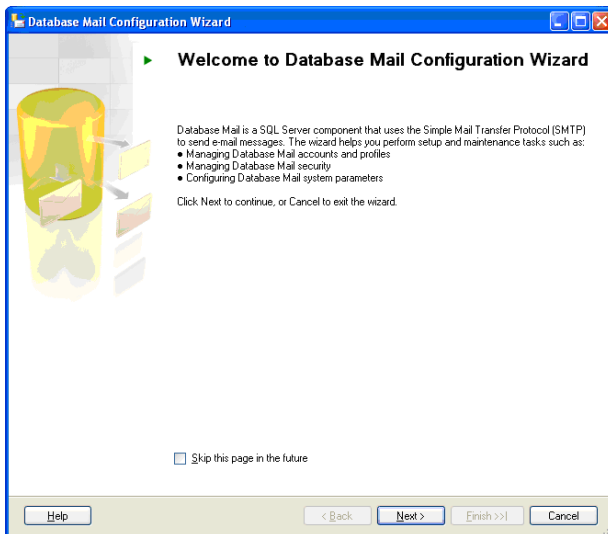 Database Mail Configuration Wizard
Welcome to Database Mail Configuration Wizard
Database Mail is a SQL Server component that uses the Simple Mail Transfer Protocol (SMTP)
to send e-mail messages. The wizard helps you perform setup and maintenance tasks such as:
● Managing Database Mail accounts and profiles
● Managing Database Mail security
● Configuring Database Mail system parameters
Click Next to continue, or Cancel to exit the wizard.
Skip this page in the future
Help < Back Next > Finish >>| Cancel